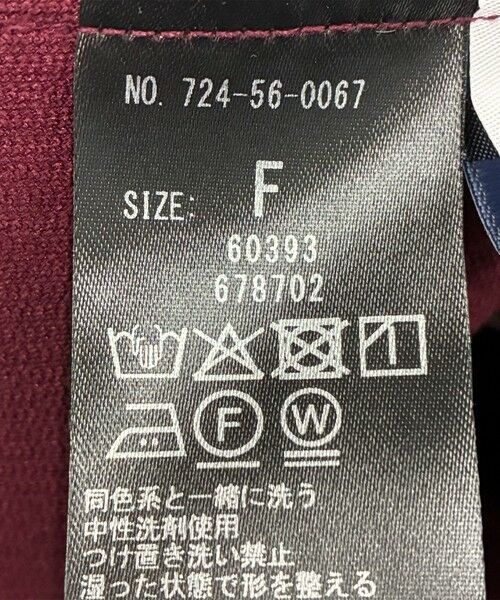 NO. 724-56-0067
SIZE: F
60393
678702
F W
同色系と一緒に洗う
中性洗剤使用
つけ置き洗い禁止
湿った状態で形を整える